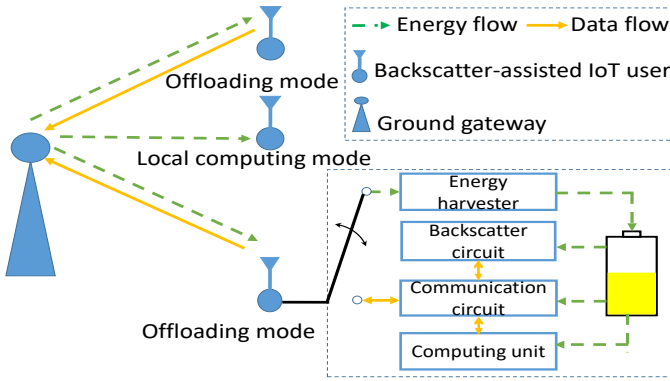 Energy flow
Data flow
Backscatter-assisted IoT user
Ground gateway
Offloading mode
Local computing mode
Offloading mode
Energy
harvester
Backscatter
circuit
Communication
circuit
Computing unit